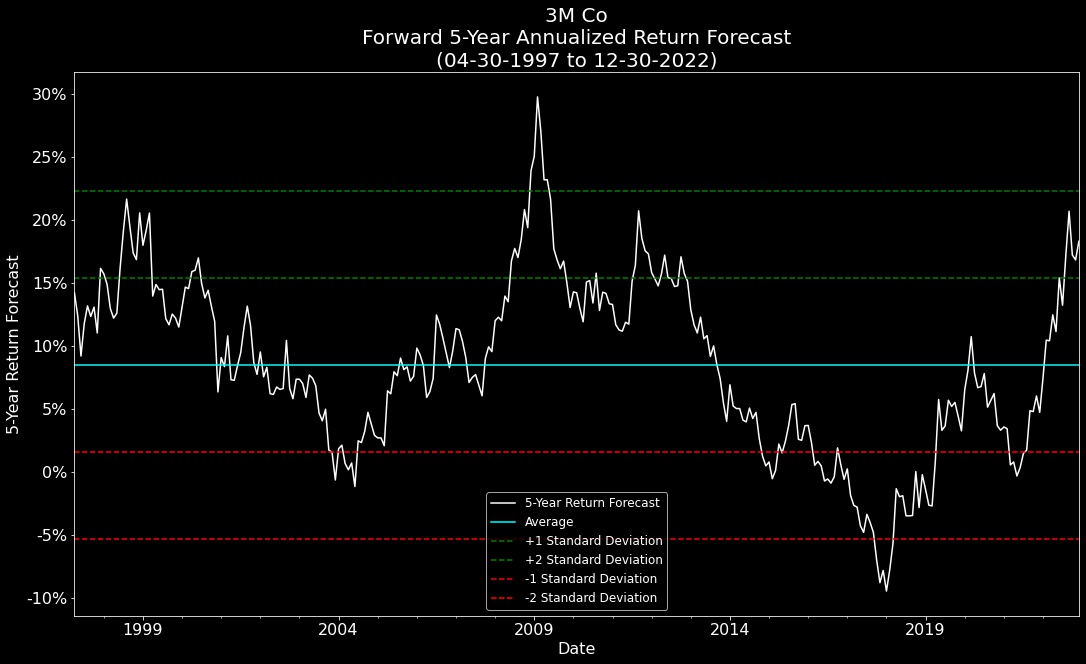 3M Co
Forward 5-Year Annualized Return Forecast
(04-30-1997 to 12-30-2022)
30%
25%
20%
15%
10%
5%
0%
-5%
-10%
5-Year Return Forecast
5-Year Return Forecast
Average
+1 Standard Deviation
+2 Standard Deviation
-1 Standard Deviation
-2 Standard Deviation
1999
2004
2009
2014
2019
Date